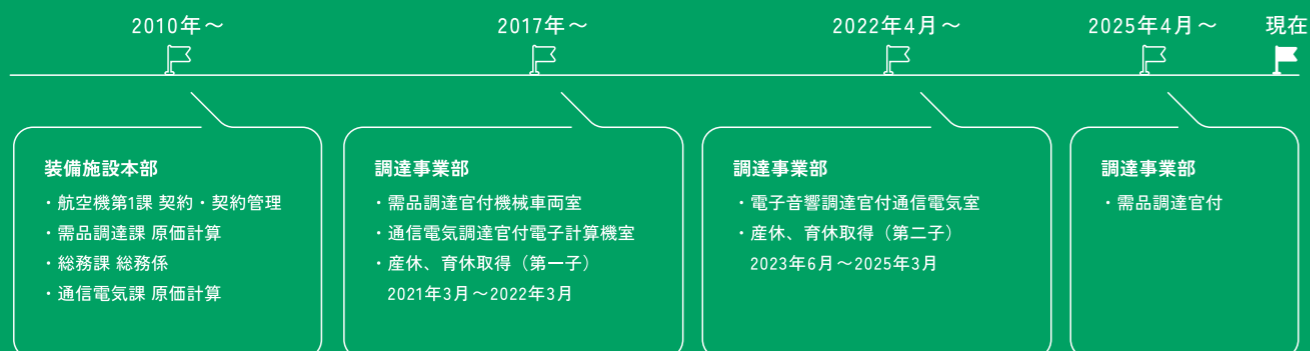 2010年～
2017年～
2022年4月～
2025年4月～
現在
装備施設本部
・航空機第1課 契約・契約管理
・需品調達課 原価計算
・総務課 総務係
・通信電気課 原価計算
調達事業部
・需品調達官付機械車両室
・通信電気調達官付電子計算機室
・産休、育休取得（第一子）
2021年3月～2022年3月
調達事業部
・電子音響調達官付通信電気室
・産休、育休取得（第二子）
2023年6月～2025年3月
調達事業部
・需品調達官付